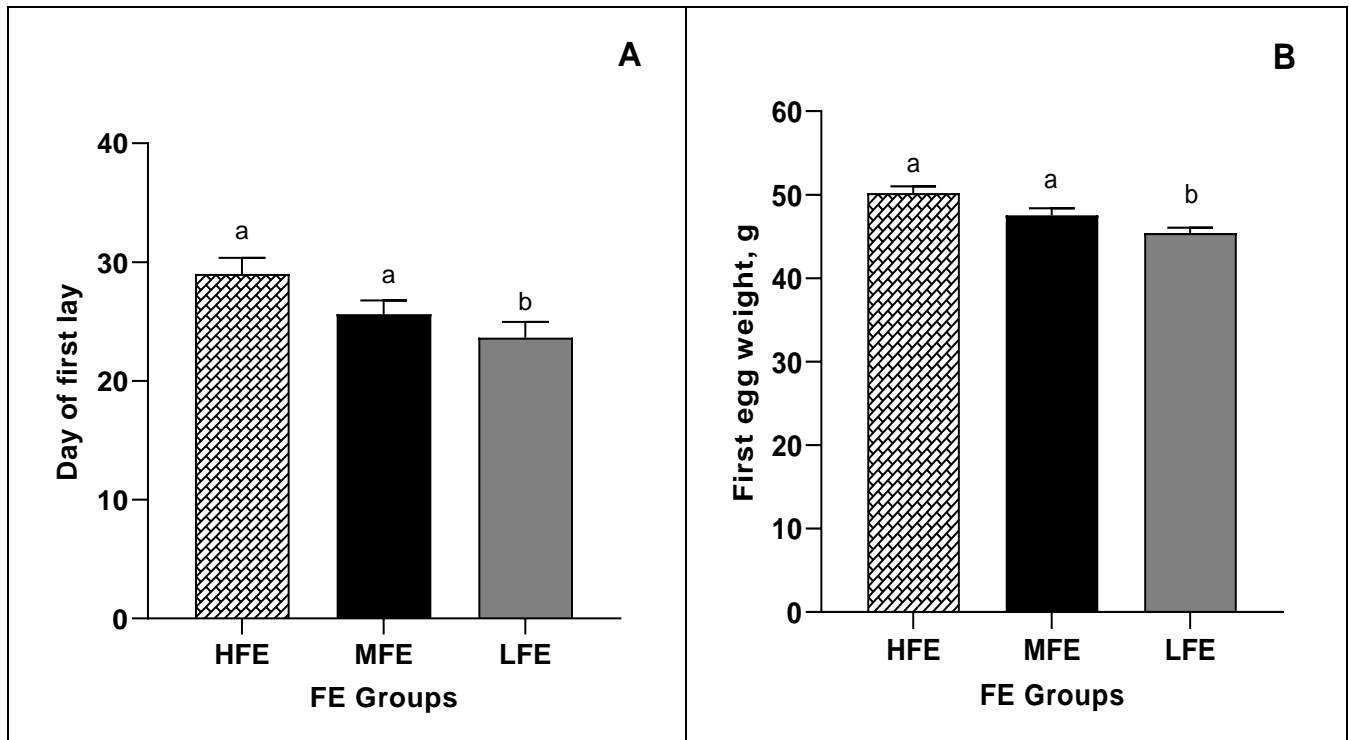 A
Day of first lay
40
30
20
10
0
a
a
b
HFE MFE LFE
FE Groups
B
First egg weight, g
60
50
40
30
20
10
0
a
a
b
HFE MFE LFE
FE Groups